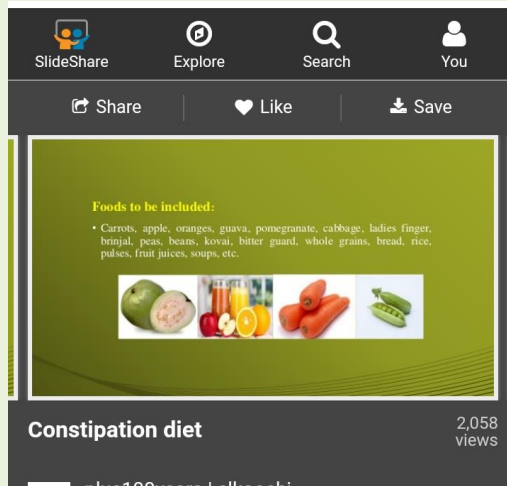 SlideShare
Explore
Search
You
Share
Like
Save
Foods to be included:
• Carrots, apple, oranges, guava, pomegranate, cabbage, ladies finger,
brinjal, peas, beans, kovai, bitter guard, whole grains, bread, rice,
pulses, fruit juices, soups, etc.
Constipation diet
2,058
views